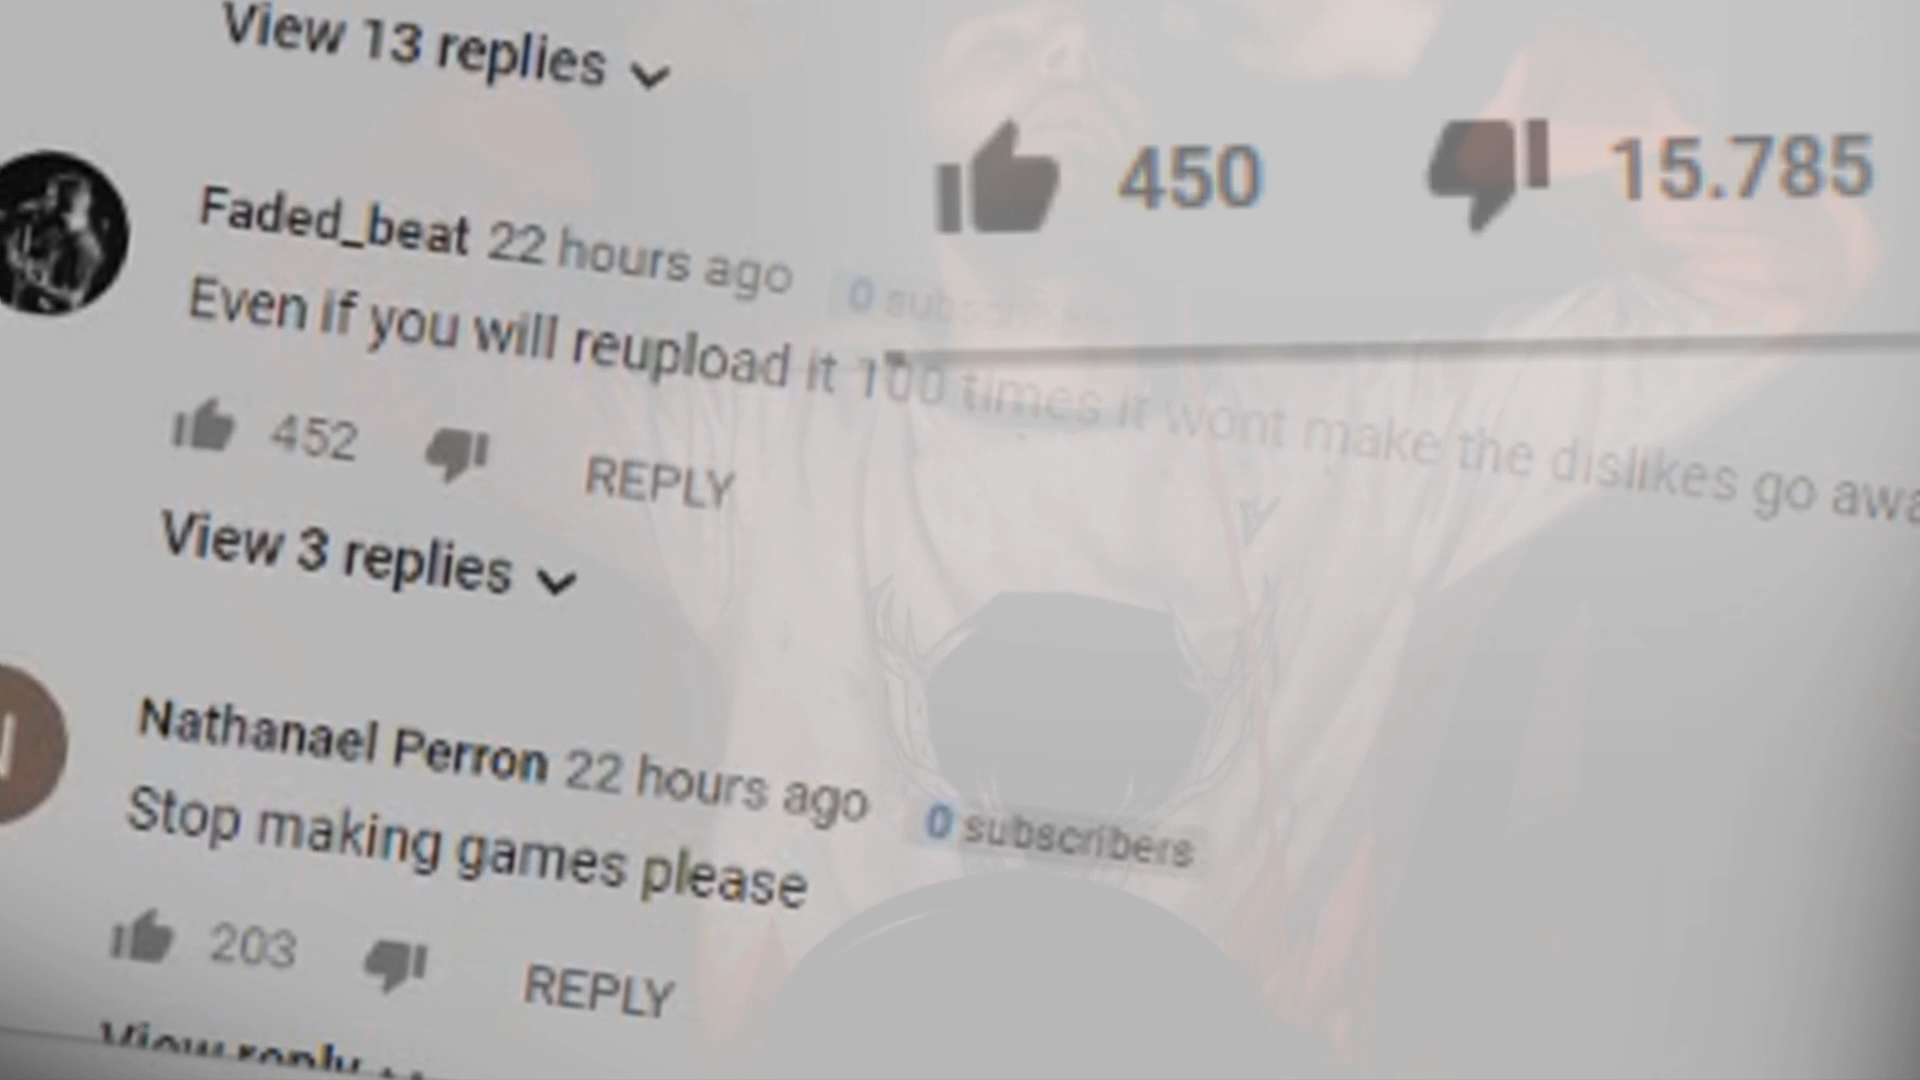 View 13 replies
450
15.785
Faded_beat 22 hours ago
0
Even if you will reupload it 100 times it wont make the dislikes go awa
452
REPLY
View 3 replies
Nathanael Perron 22 hours ago
0 subscribers
Stop making games please
203
REPLY
View reply